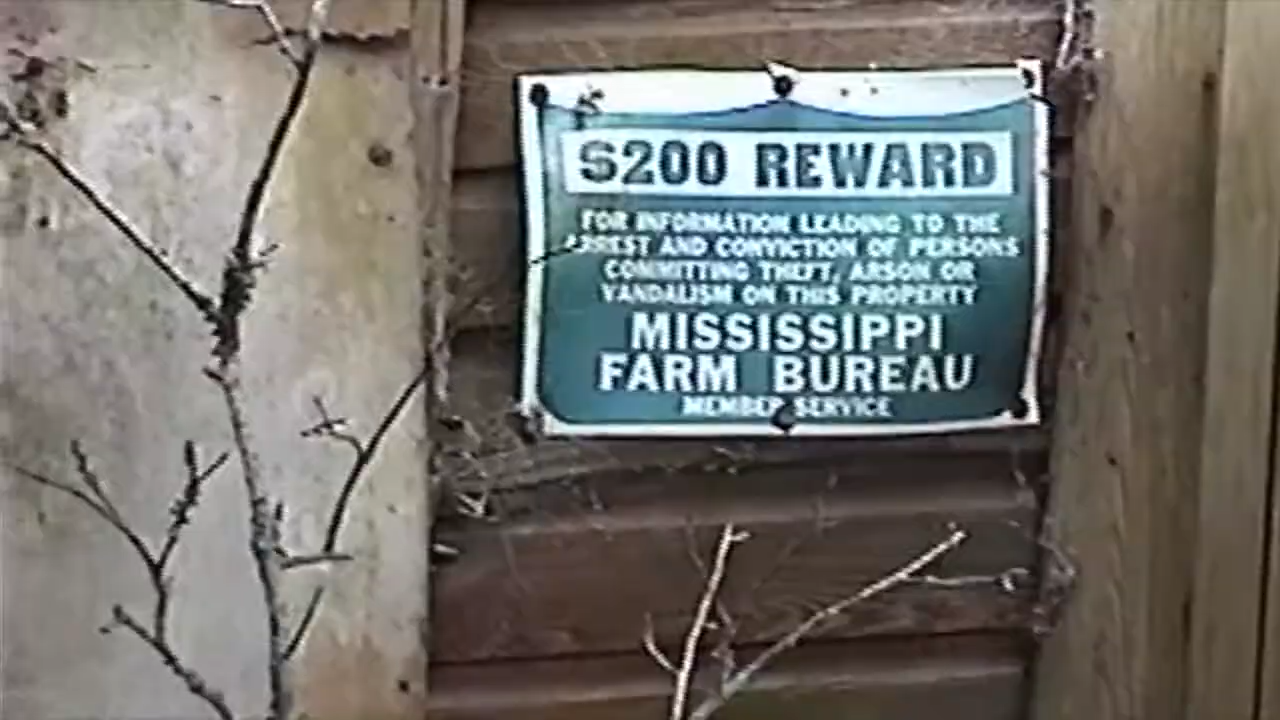 $200 REWARD
FOR INFORMATION LEADING TO THE
ARREST AND CONVICTION OF PERSONS
COMMITTING THEFT, ARSON OR
VANDALISM ON THIS PROPERTY
MISSISSIPPI
FARM BUREAU
MEMBER SERVICE